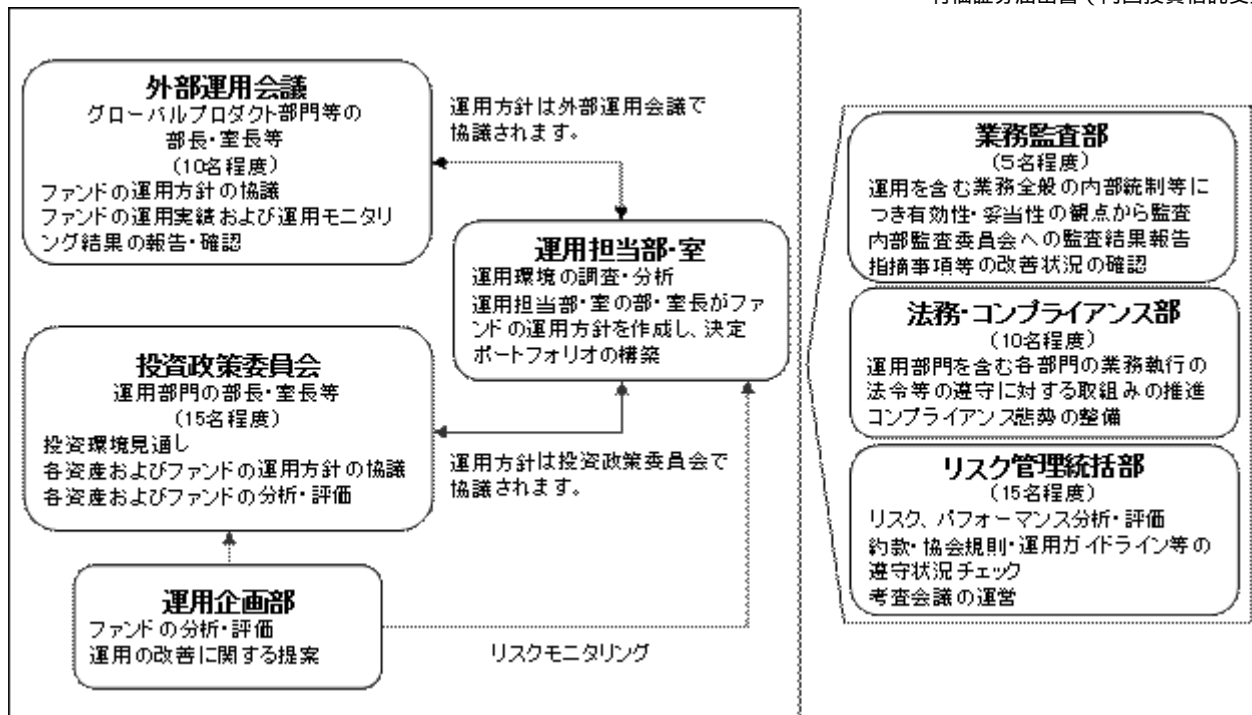 外部運用会議
グローバルプロダクト部門等の
部長・室長等
(10名程度)
ファンドの運用方針の協議
ファンドの運用実績および運用モニタリ
ング結果の報告・確認
運用方針は外部運用会議で
協議されます。
運用担当部・室
運用環境の調査・分析
運用担当部・室の部・室長がファ
ンドの運用方針を作成し、決定
ポートフォリオの構築
投資政策委員会
運用部門の部長・室長等
(15名程度)
投資環境見通し
各資産およびファンドの運用方針の協議
各資産およびファンドの分析・評価
運用方針は投資政策委員会で
協議されます。
運用企画部
ファンドの分析・評価
運用の改善に関する提案
リスクモニタリング
業務監査部
(5名程度)
運用を含む業務全般の内部統制等に
つき有効性・妥当性の観点から監査
内部監査委員会への監査結果報告
指摘事項等の改善状況の確認
法務・コンプライアンス部
(10名程度)
運用部門を含む各部門の業務執行の
法令等の遵守に対する取組みの推進
コンプライアンス態勢の整備
リスク管理統括部
(15名程度)
リスク、パフォーマンス分析・評価
約款・協会規則・運用ガイドライン等の
遵守状況チェック
考査会議の運営